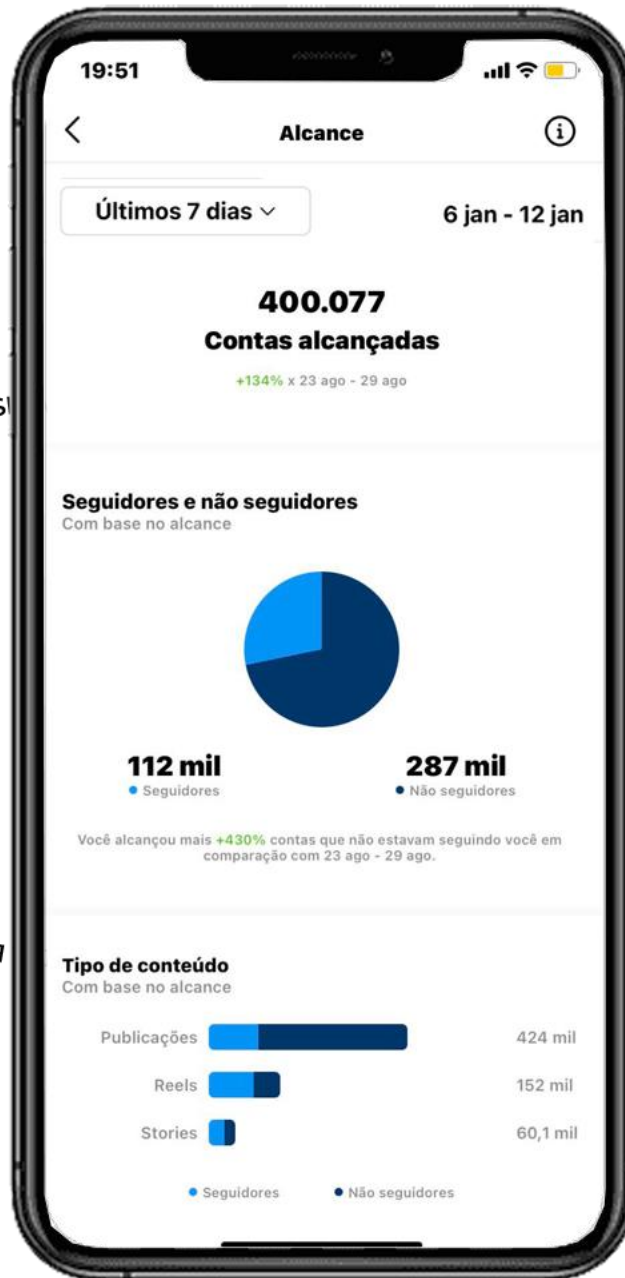 19:51
Alcance
Últimos 7 dias
6 jan - 12 jan
400.077
Contas alcançadas
+134% x 23 ago - 29 ago
Seguidores e não seguidores
Com base no alcance
112 mil
287 mil
Seguidores
Não seguidores
Você alcançou mais +430% contas que não estavam seguindo você em
comparação com 23 ago - 29 ago.
Tipo de conteúdo
Com base no alcance
Publicações 424 mil
Reels 152 mil
Stories 60,1 mil
Seguidores Não seguidores